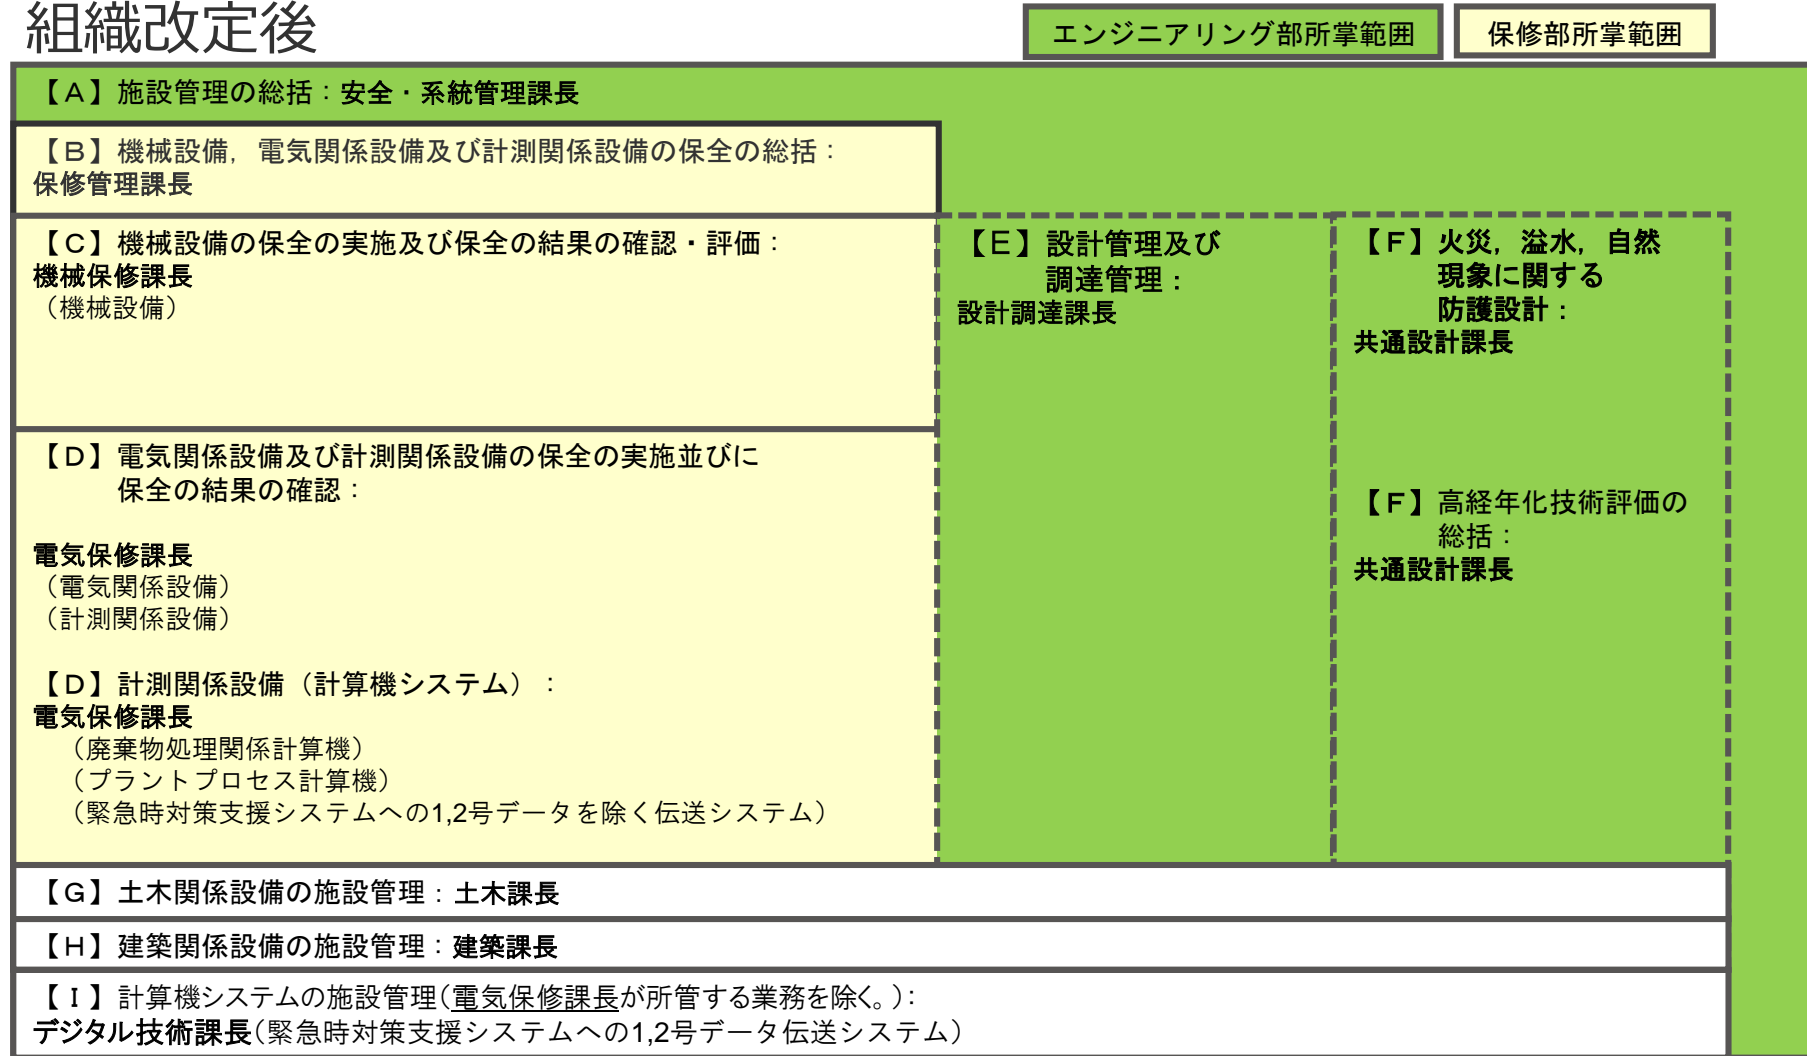 組織改定後
エンジニアリング部所掌範囲
保修部所掌範囲
【A】施設管理の総括：安全・系統管理課長
【B】機械設備，電気関係設備及び計測関係設備の保全の総括：
保修管理課長
【C】機械設備の保全の実施及び保全の結果の確認・評価：
機械保修課長
（機械設備）
【D】電気関係設備及び計測関係設備の保全の実施並びに
保全の結果の確認：
電気保修課長
（電気関係設備）
（計測関係設備）
【D】計測関係設備（計算機システム）：
電気保修課長
（廃棄物処理関係計算機）
（プラントプロセス計算機）
（緊急時対策支援システムへの1,2号データを除く伝送システム）
【E】設計管理及び
調達管理：
設計調達課長
【F】火災，溢水，自然
現象に関する
防護設計：
共通設計課長
【F】高経年化技術評価の
総括：
共通設計課長
【G】土木関係設備の施設管理：土木課長
【H】建築関係設備の施設管理：建築課長
【I】計算機システムの施設管理（電気保修課長が所管する業務を除く。）：
デジタル技術課長（緊急時対策支援システムへの1,2号データ伝送システム）